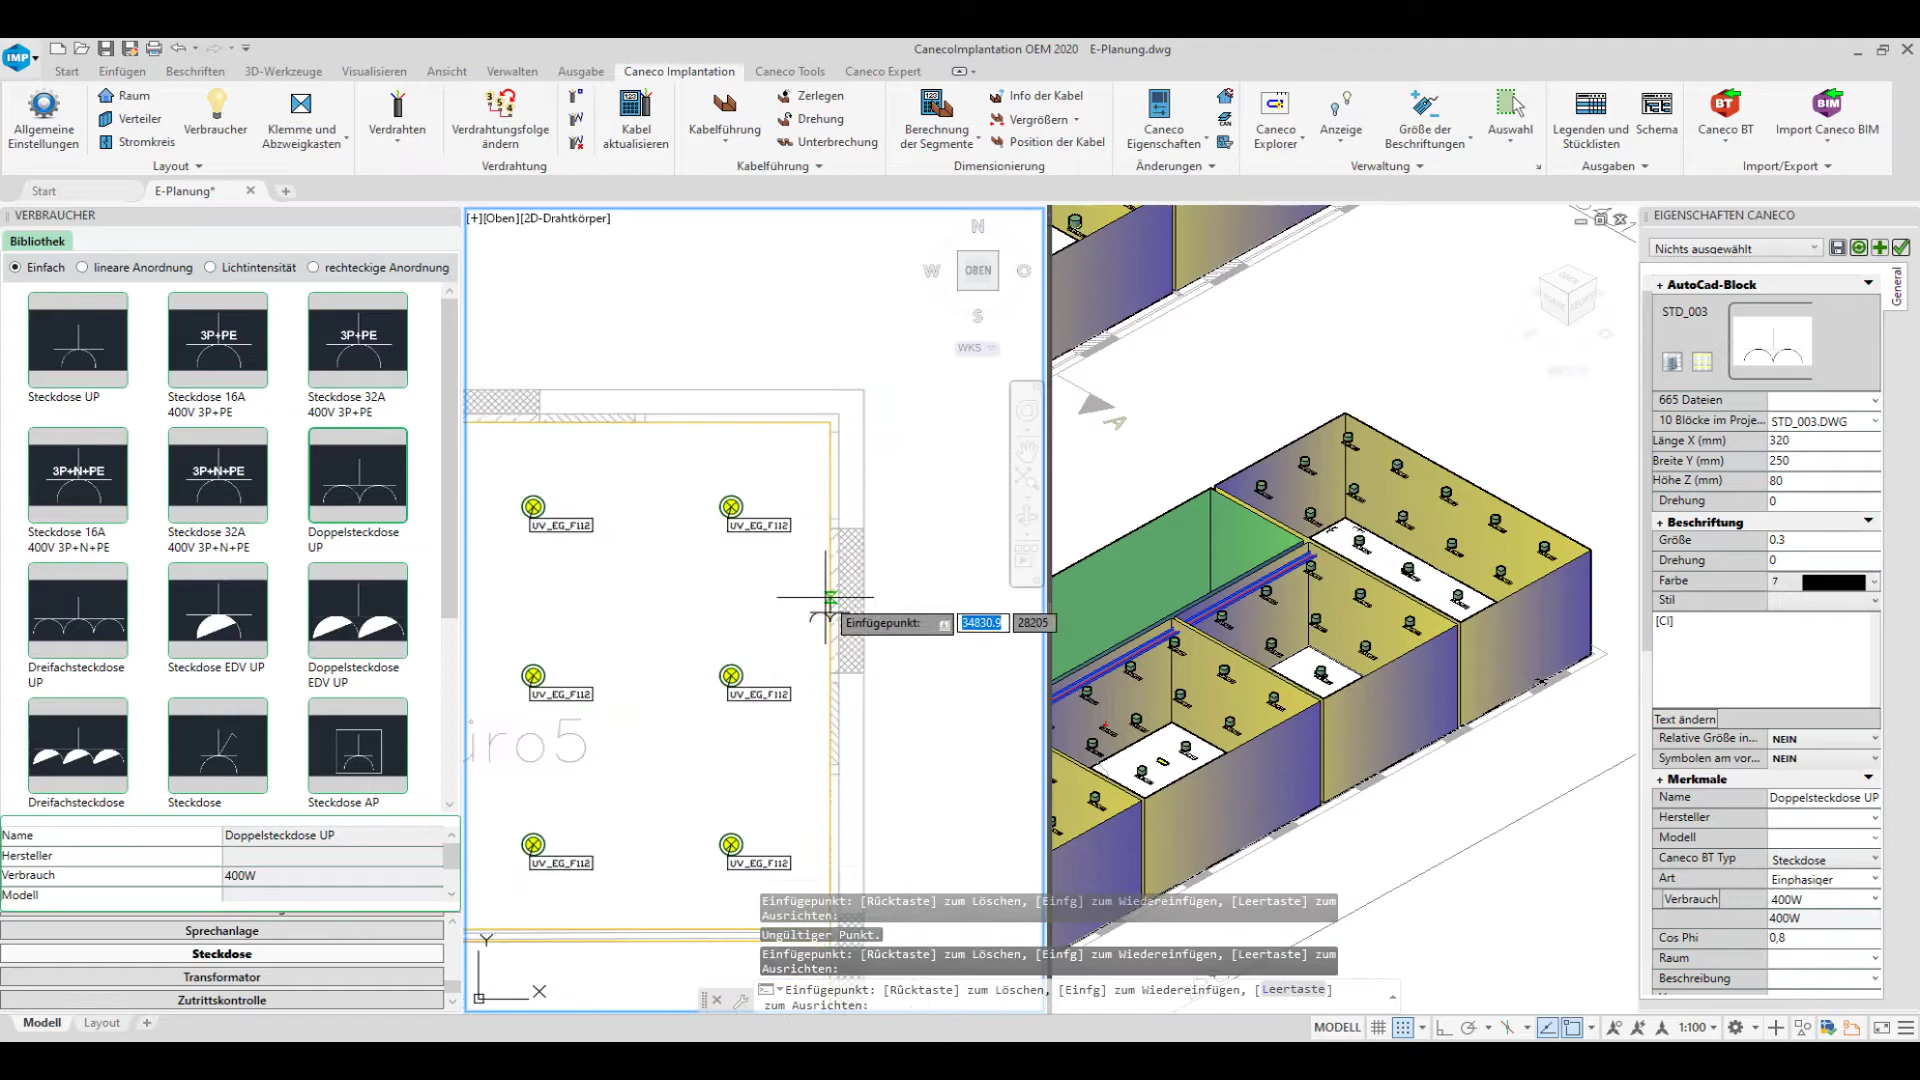 CanecoImplantation OEM 2020 E-Planung.dwg
IMP
Start Einfügen Beschriften 3D-Werkzeuge Visualisieren Ansicht Verwalten Ausgabe Caneco Implantation Caneco Tools Caneco Expert
Allgemeine Einstellungen
Raum
Verteiler
Stromkreis
Verbraucher
Klemme und Abzweigkasten
Layout
Verdrahten
Verdrahtungsfolge ändern
Kabel aktualisieren
Verdrahtung
Kabelführung
Zerlegen
Drehung
Unterbrechung
Kabelführung
Berechnung der Segmente
Info der Kabel
Vergrößern
Position der Kabel
Dimensionierung
Caneco Eigenschaften
Änderungen
Caneco Explorer
Anzeige
Größe der Beschriftungen
Auswahl
Verwaltung
Legenden und Stücklisten
Schema
Ausgaben
BT
Caneco BT
BIM
Import Caneco BIM
Import/Export
Start E-Planung*
VERBRAUCHER
Bibliothek
Einfach lineare Anordnung Lichtintensität rechteckige Anordnung
3P+PE 3P+PE
Steckdose UP
Steckdose 16A 400V 3P+PE
Steckdose 32A 400V 3P+PE
3P+N+PE 3P+N+PE
Steckdose 16A 400V 3P+N+PE
Steckdose 32A 400V 3P+N+PE
Doppelsteckdose UP
Dreifachsteckdose UP
Steckdose EDV UP
Doppelsteckdose EDV UP
Dreifachsteckdose
Steckdose
Steckdose AP
Name Doppelsteckdose UP
Hersteller
Verbrauch 400W
Modell
Sprechanlage
Steckdose
Transformator
Zutrittskontrolle
Modell Layout
[+][Oben][2D-Drahtkörper]
N
W OBEN O
S
WKS
UV_EG_F112 UV_EG_F112
Einfügepunkt: 34830.9 28205
UV_EG_F112 UV_EG_F112
üro5
UV_EG_F112 UV_EG_F112
Y
X
A
Einfügepunkt: [Rücktaste] zum Löschen, [Einfg] zum Wiedereinfügen, [Leertaste] zum
Ausrichten:
Ungültiger Punkt.
Einfügepunkt: [Rücktaste] zum Löschen, [Einfg] zum Wiedereinfügen, [Leertaste] zum
Ausrichten:
Einfügepunkt: [Rücktaste] zum Löschen, [Einfg] zum Wiedereinfügen, [Leertaste]
zum Ausrichten:
EIGENSCHAFTEN CANECO
Nichts ausgewählt
General
+ AutoCad-Block
STD_003
665 Dateien
10 Blöcke im Proje... STD_003.DWG
Länge X (mm) 320
Breite Y (mm) 250
Höhe Z (mm) 80
Drehung 0
+ Beschriftung
Größe 0.3
Drehung 0
Farbe 7
Stil
[CI]
Text ändern
Relative Größe in... NEIN
Symbolen am vor... NEIN
+ Merkmale
Name Doppelsteckdose UP
Hersteller
Modell
Caneco BT Typ Steckdose
Art Einphasiger
Verbrauch 400W
400W
Cos Phi 0,8
Raum
Beschreibung
MODELL 1:100